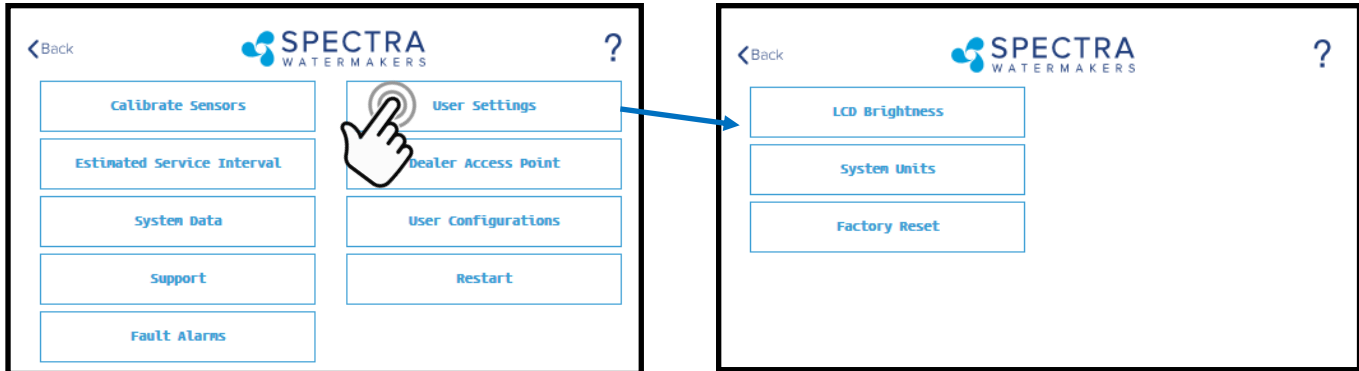 Back
SPECTRA
WATERMAKERS
?
Calibrate Sensors
User Settings
Estimated Service Interval
Dealer Access Point
System Data
User Configurations
Support
Restart
Fault Alarms
Back
SPECTRA
WATERMAKERS
?
LCD Brightness
System Units
Factory Reset